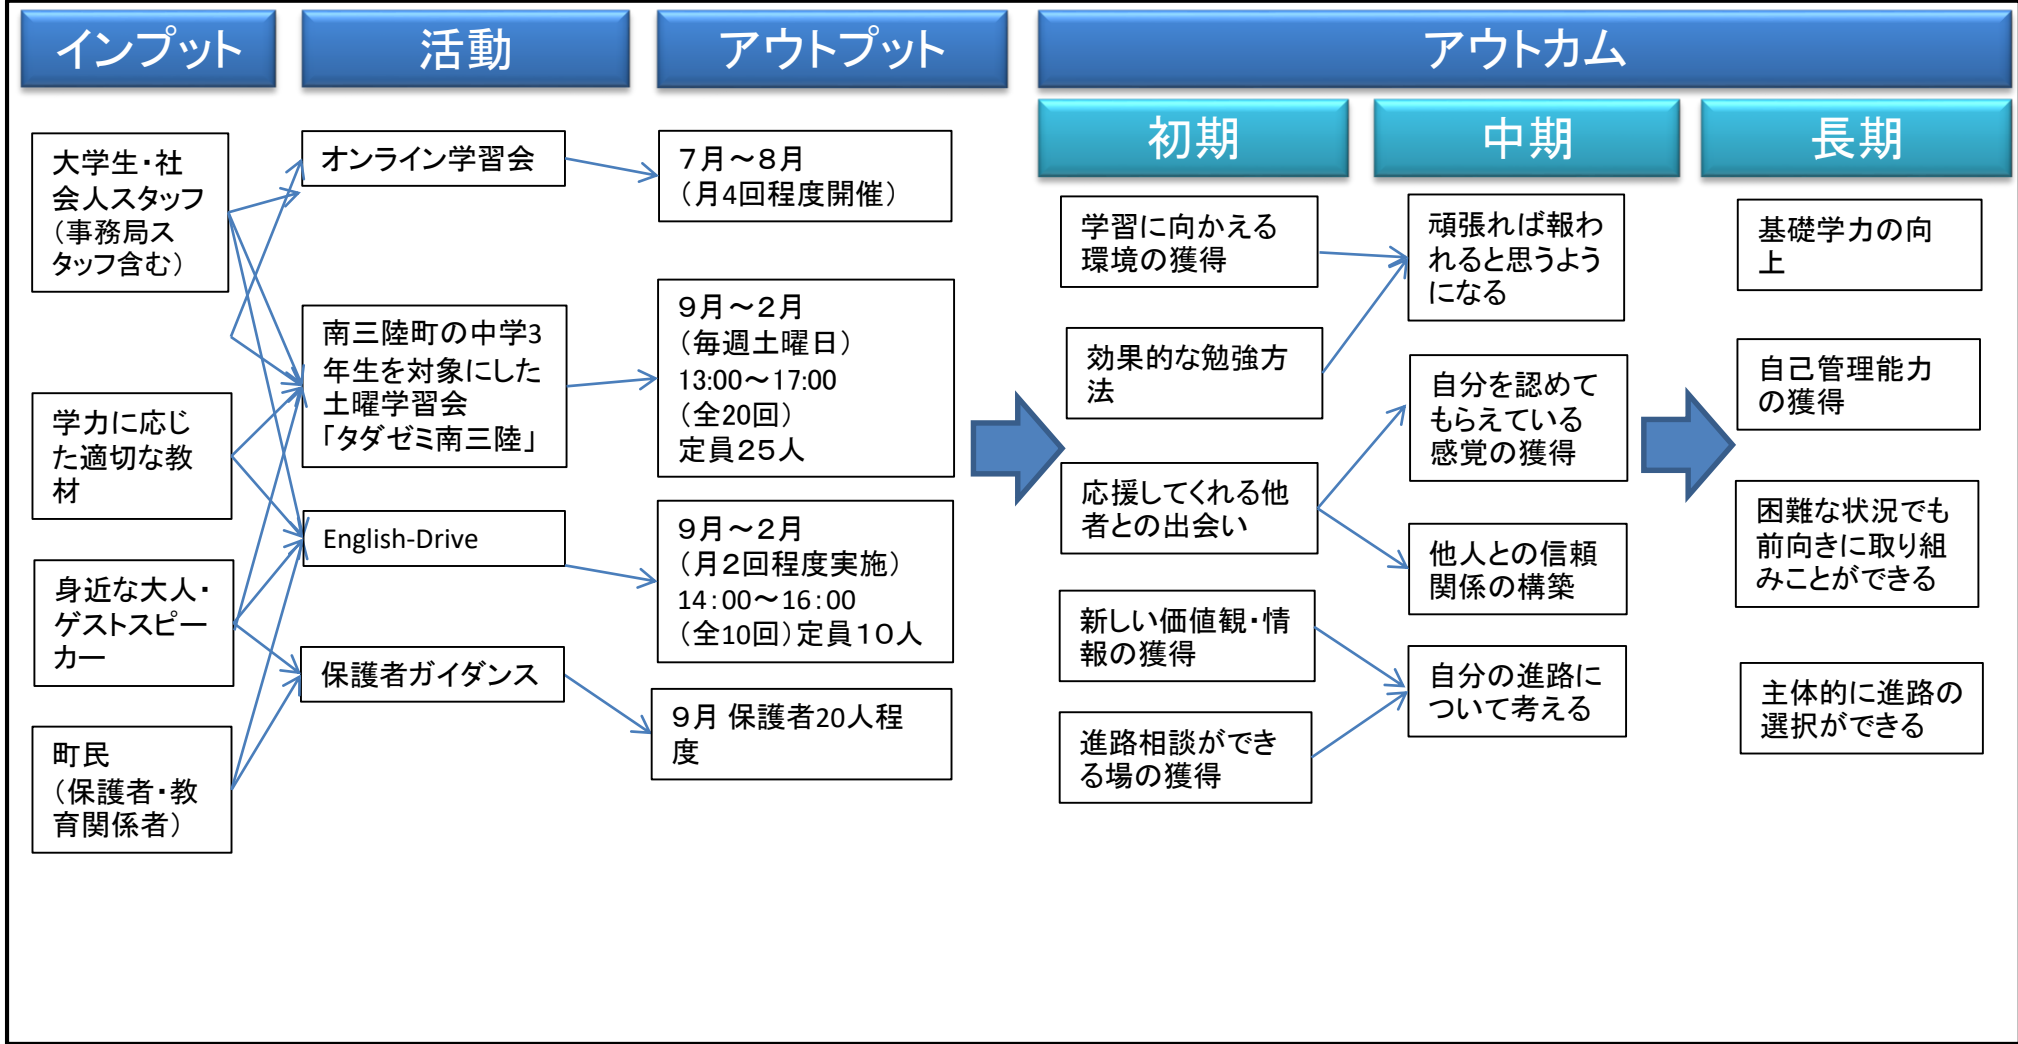 インプット
活動
アウトプット
アウトカム
初期
中期
長期
大学生・社
会人スタッフ
（事務局ス
タッフ含む）
学力に応じ
た適切な教
材
身近な大人・
ゲストスピー
カー
町民
（保護者・教
育関係者）
オンライン学習会
南三陸町の中学3
年生を対象にした
土曜学習会
「タダゼミ南三陸」
English-Drive
保護者ガイダンス
７月～８月
（月4回程度開催）
９月～２月
（毎週土曜日）
13:00～17:00
（全20回）
定員２５人
９月～２月
（月２回程度実施）
14：00～16：00
（全10回）定員１０人
９月 保護者20人程
度
学習に向かえる
環境の獲得
効果的な勉強方
法
応援してくれる他
者との出会い
新しい価値観・情
報の獲得
進路相談ができ
る場の獲得
頑張れば報わ
れると思うよう
になる
自分を認めて
もらえている
感覚の獲得
他人との信頼
関係の構築
自分の進路に
ついて考える
基礎学力の向
上
自己管理能力
の獲得
困難な状況でも
前向きに取り組
みことができる
主体的に進路の
選択ができる